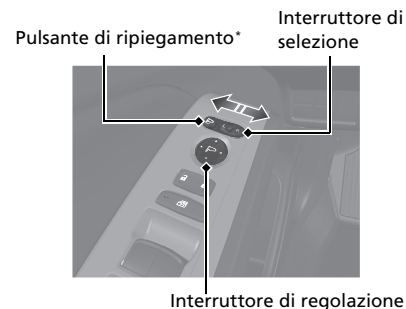 Interruttore di
selezione
Pulsante di ripiegamento*
Interruttore di regolazione